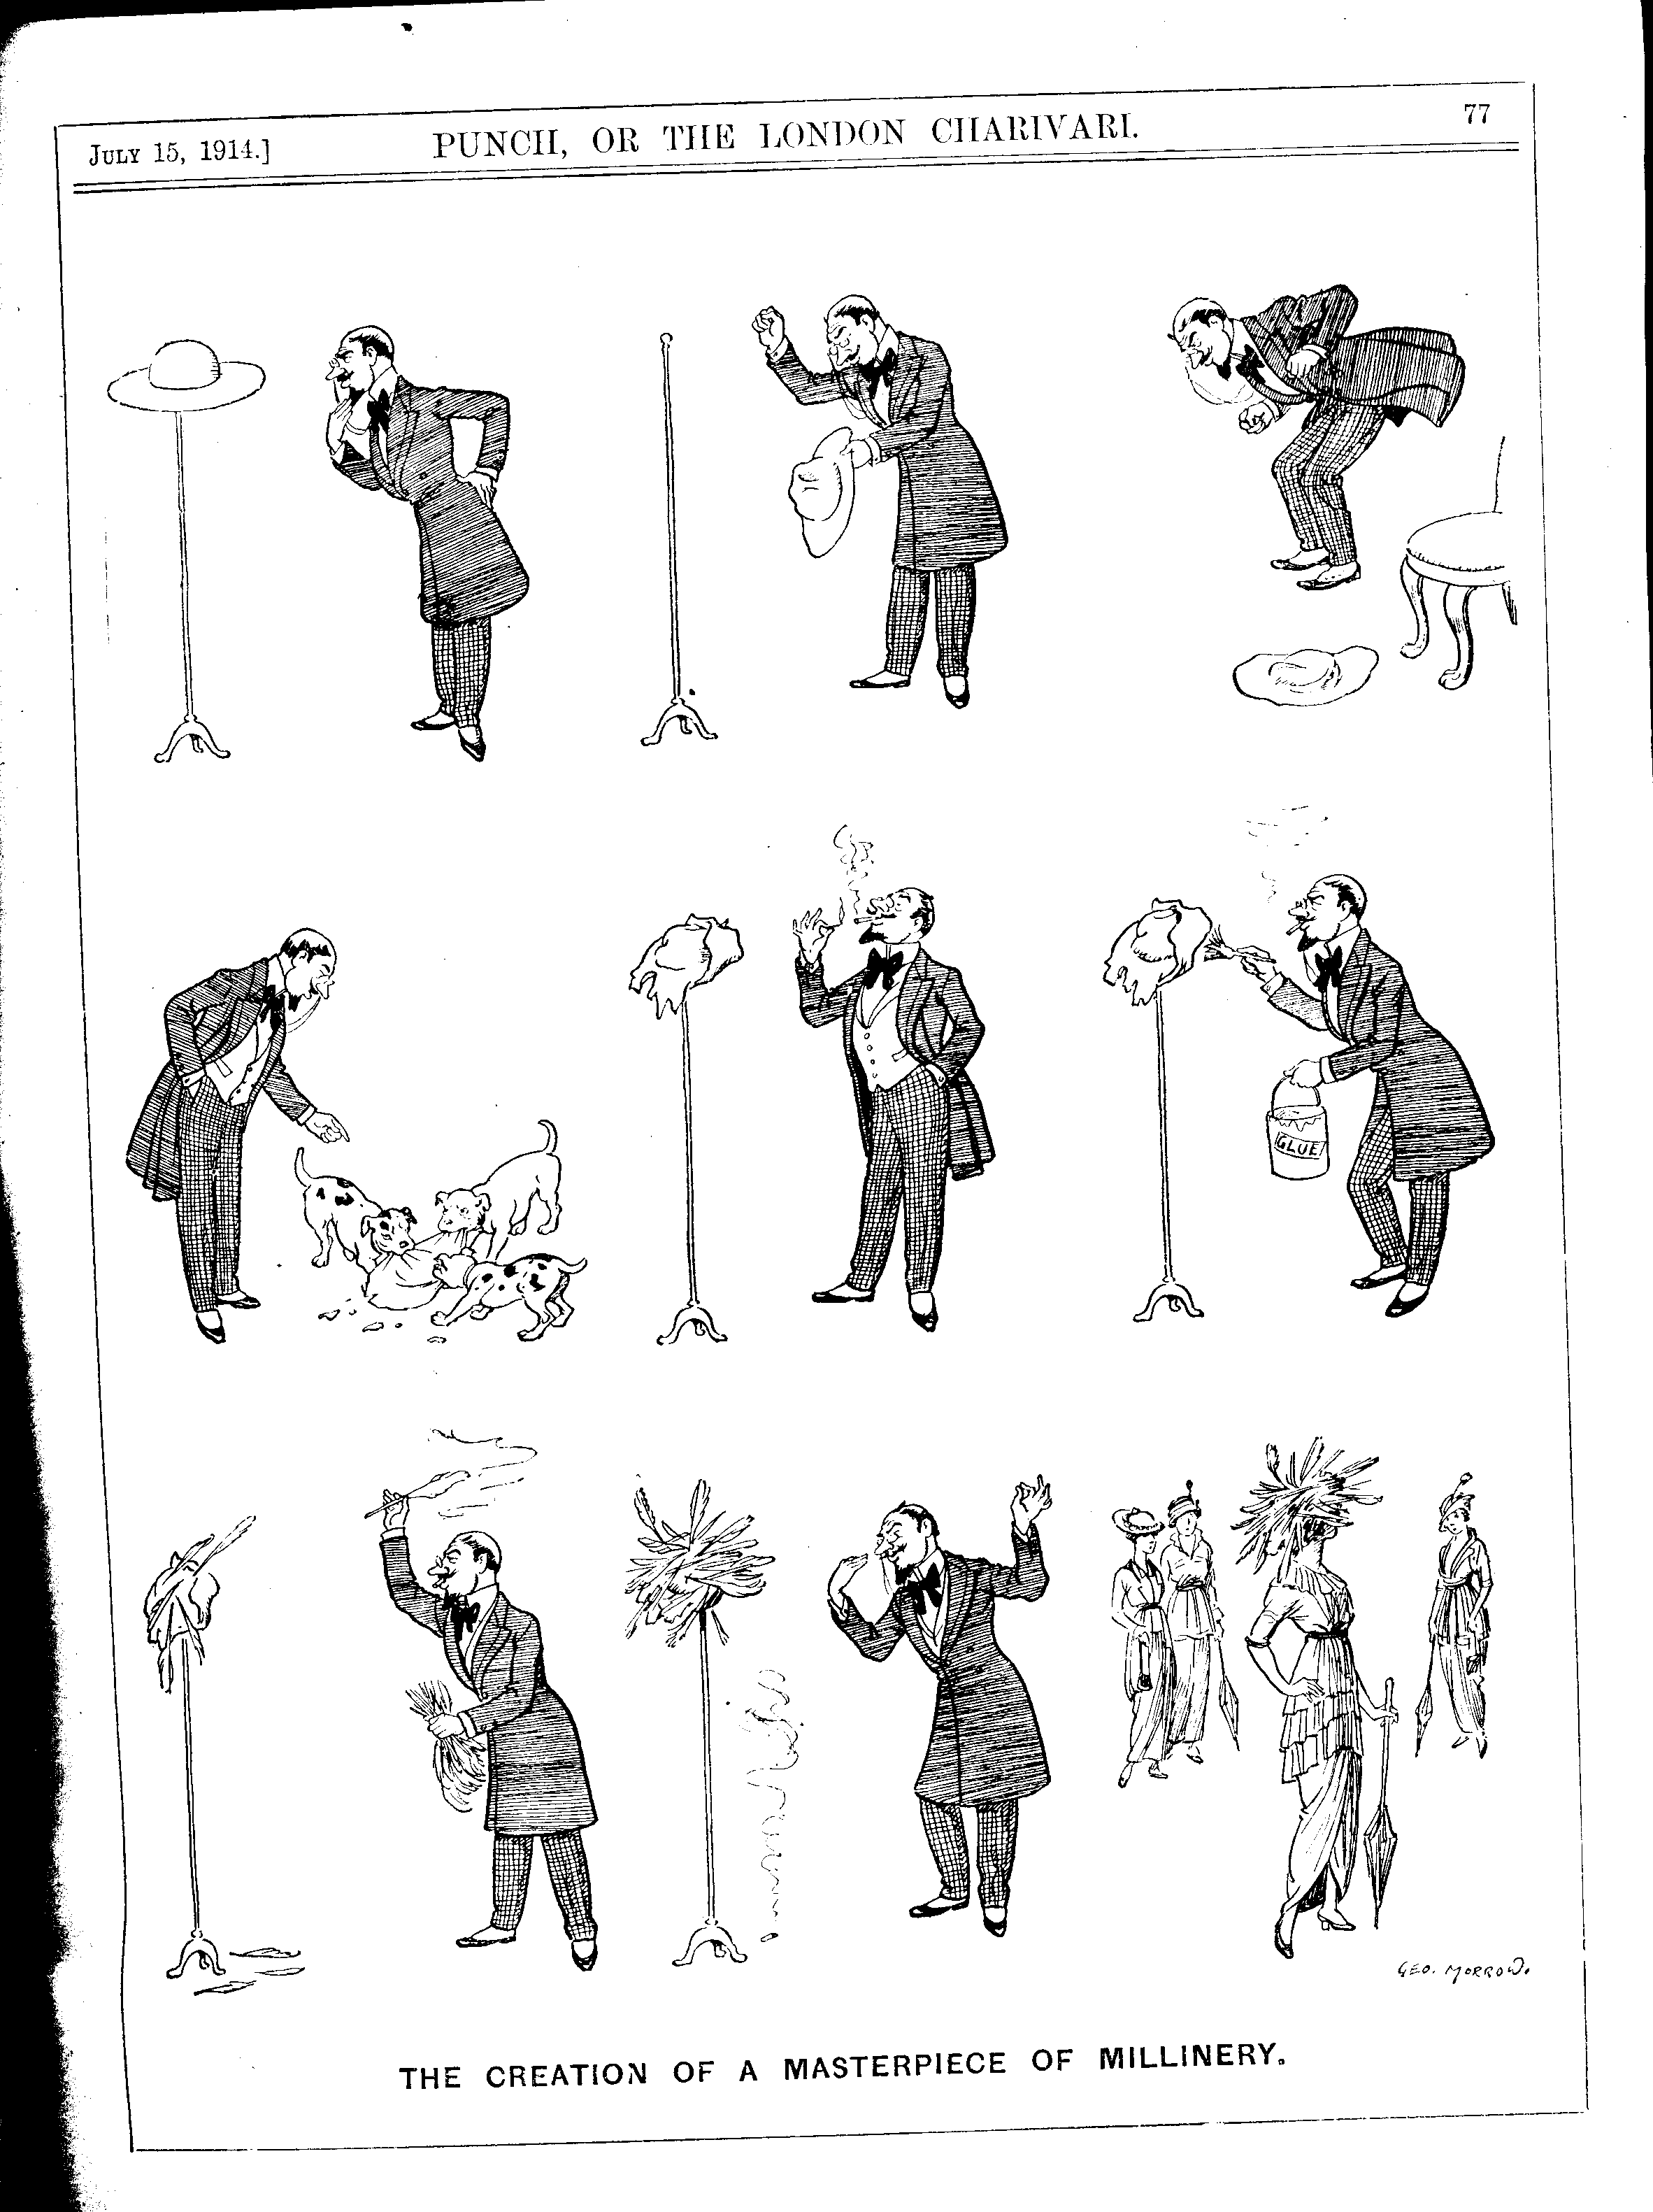 JULY 15, 1914.] PUNCH, OR THE LONDON CHARIVARI. 77
GLUE
GEO. MORROW.
THE CREATION OF A MASTERPIECE OF MILLINERY.